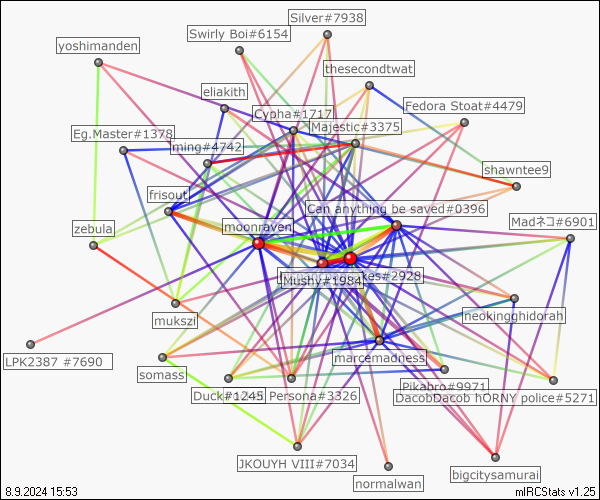 Silver#7938
Swirly Boi#6154
yoshimanden
thesecondtwat
eliakith
Cypha#1717
Fedora Stoat#4479
Majestic#3375
Eg.Master#1378
ming#4742
shawntee9
frisout
Can anything be saved#0396
moonraven
Madネコ#6901
zebula
kes#2928
Mushy#1984
mukszi
neokingghidorah
LPK2387 #7690
marcemadness
somass
Pikabro#9971
Duck#1245
Persona#3326
DacobDacob hORNY police#5271
JKOUYH VIII#7034
bigcitysamurai
normalwan
8.9.2024 15:53
mIRCStats v1.25